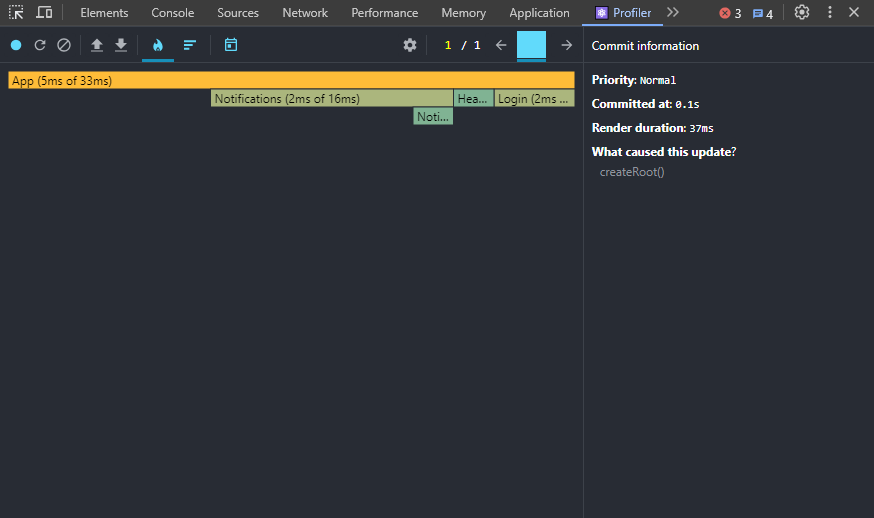 Elements Console Sources Network Performance Memory Application Profiler 3 4
1 / 1
Commit information
App (5ms of 33ms)
Notifications (2ms of 16ms) Hea... Login (2ms ...
Noti...
Priority: Normal
Committed at: 0.1s
Render duration: 37ms
What caused this update?
createRoot()